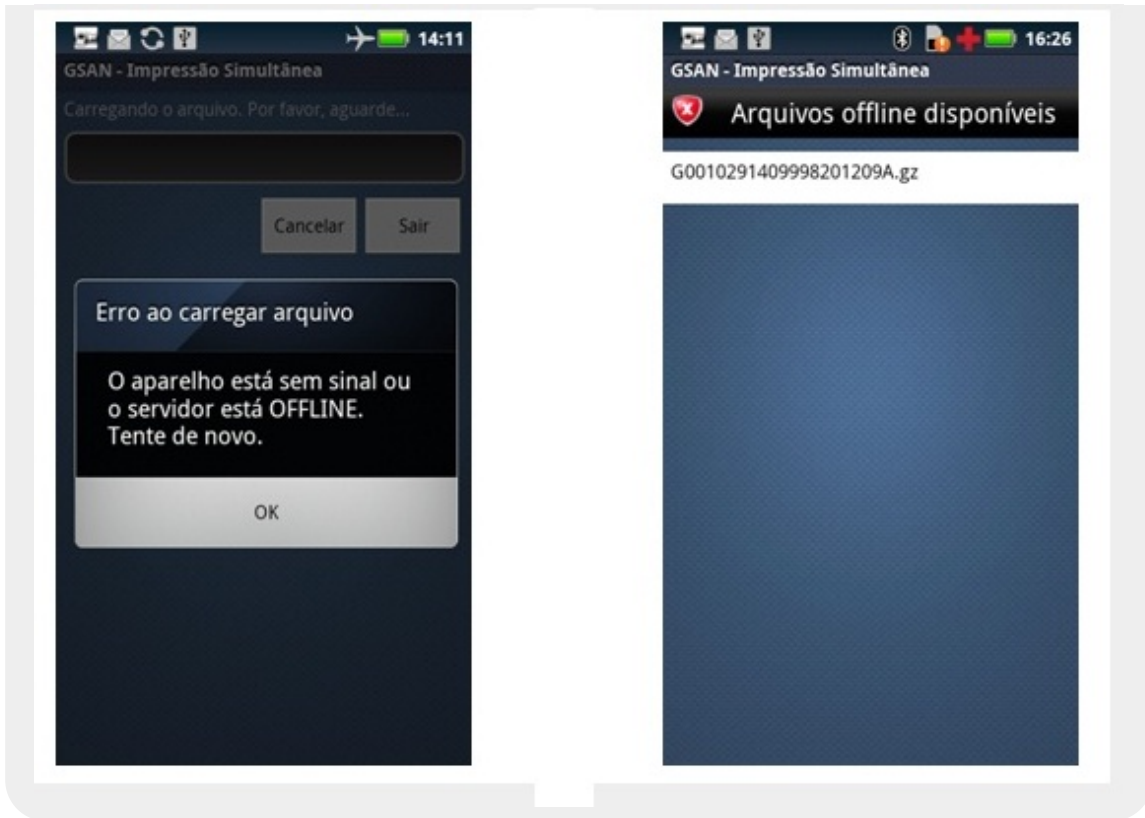 14:11
GSAN - Impressão Simultânea
Carregando o arquivo. Por favor, aguarde...
Cancelar
Sair
Erro ao carregar arquivo
O aparelho está sem sinal ou
o servidor está OFFLINE.
Tente de novo.
OK
16:26
GSAN - Impressão Simultânea
Arquivos offline disponíveis
G0010291409998201209A.gz